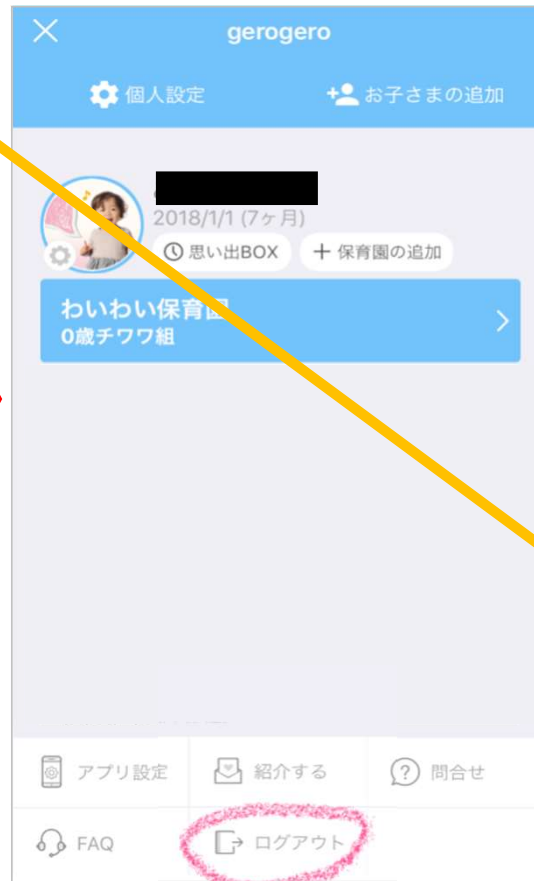 gerogero
個人設定
お子さまの追加
2018/1/1 (7ヶ月)
思い出BOX
保育園の追加
わいわい保育園
0歳チワワ組
アプリ設定
紹介する
問合せ
FAQ
ログアウト